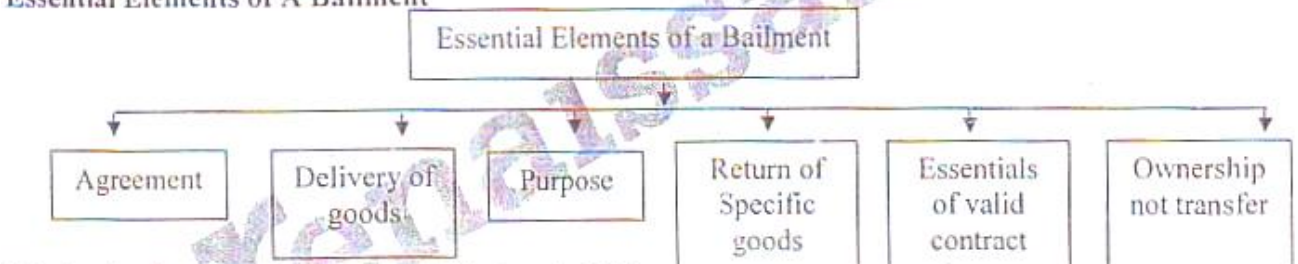 Essential Elements of A Bailment
Essential Elements of a Bailment
Agreement
Delivery of
goods
Purpose
Return of
Specific
goods
Essentials
of valid
contract
Ownership
not transfer